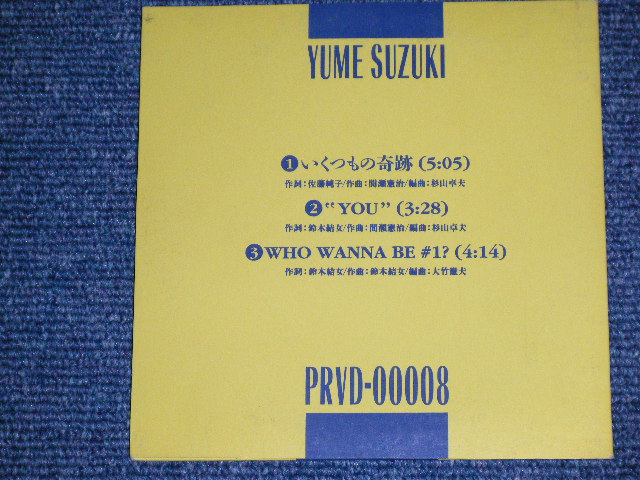 YUME SUZUKI
❶いくつもの奇跡 (5:05)
作詞:佐藤純子/作曲:間瀬憲治/編曲:杉山卓夫
❷“YOU” (3:28)
作詞:鈴木結女/作曲:間瀬憲治/編曲:杉山卓夫
❸WHO WANNA BE #1? (4:14)
作詞:鈴木結女/作曲:鈴木結女/編曲:大竹徹夫
PRVD-00008